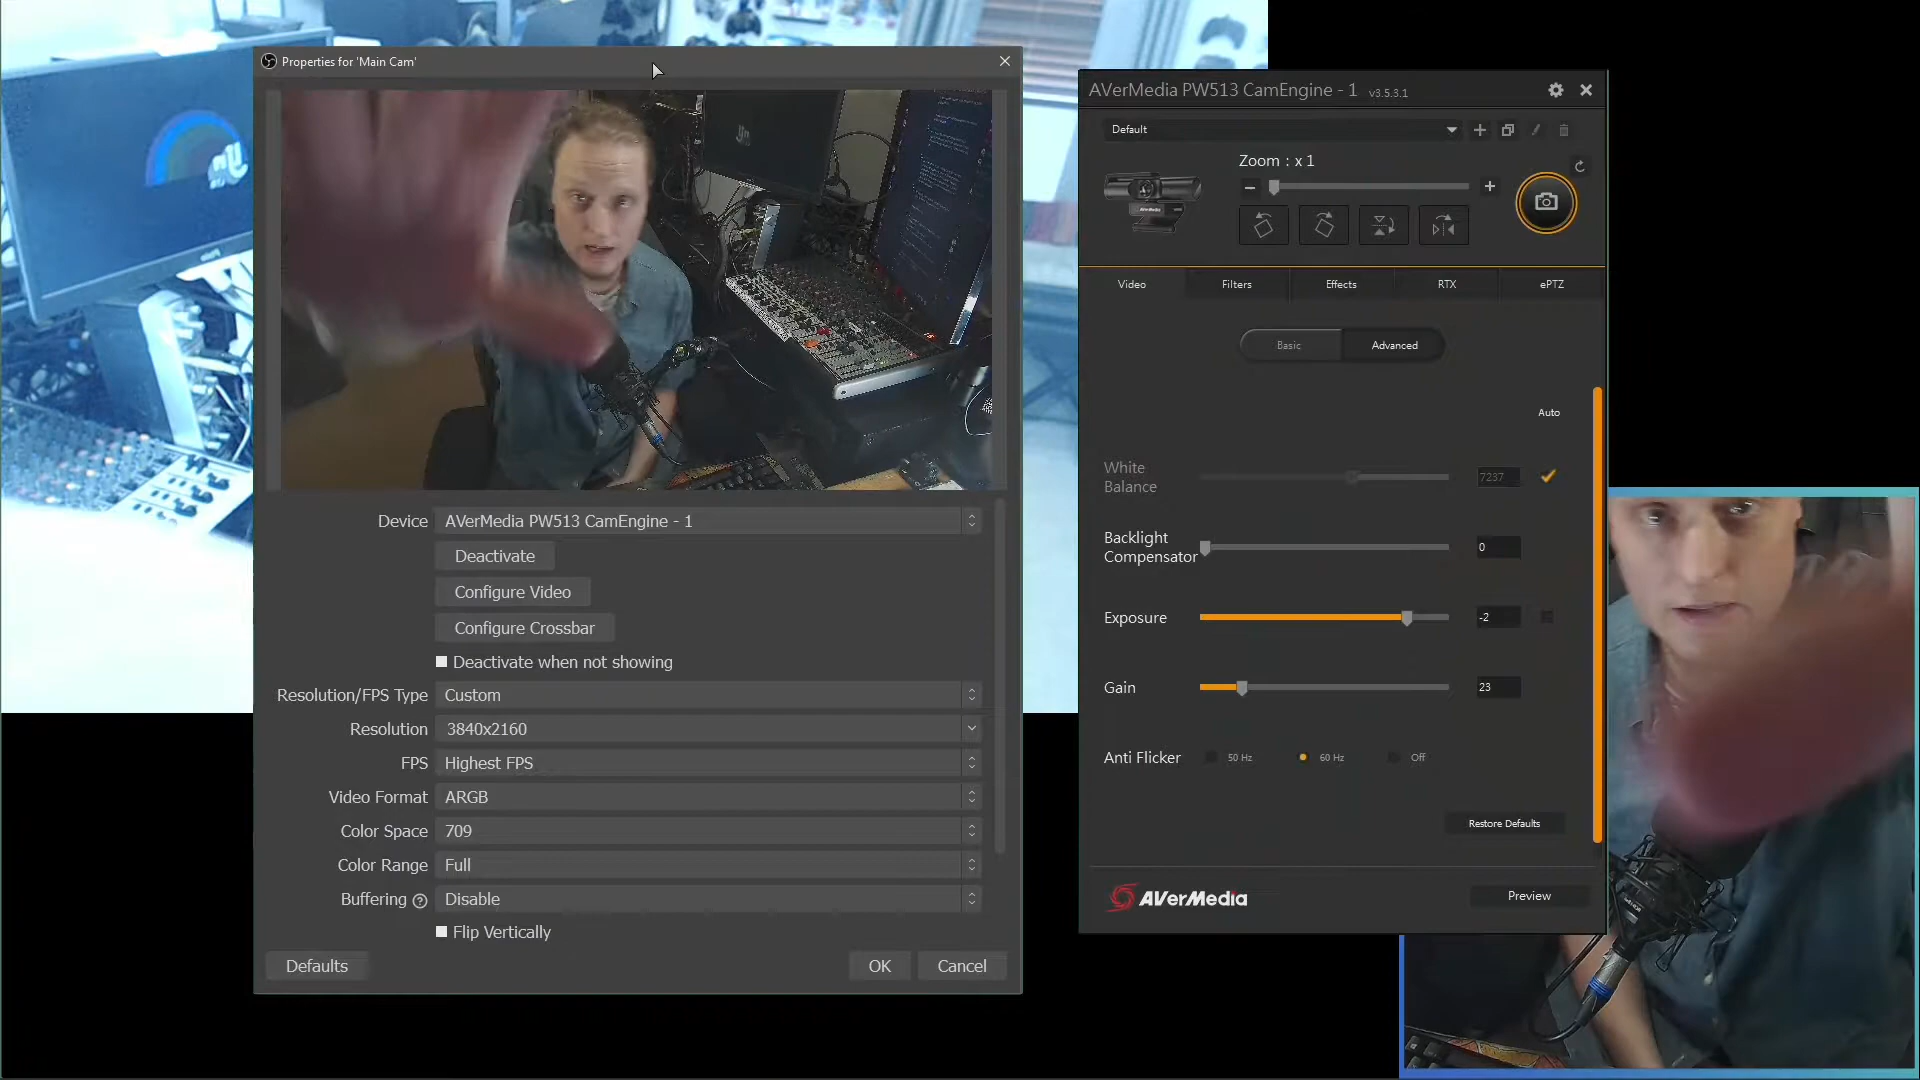 Properties for 'Main Cam'
Device
AVerMedia PW513 CamEngine - 1
Deactivate
Configure Video
Configure Crossbar
Deactivate when not showing
Resolution/FPS Type
Custom
Resolution
3840x2160
FPS
Highest FPS
Video Format
ARGB
Color Space
709
Color Range
Full
Buffering
?
Disable
Flip Vertically
Defaults
OK
Cancel
AVerMedia PW513 CamEngine - 1 v3.5.3.1
Default
Zoom : x 1
Video
Filters
Effects
RTX
ePTZ
Basic
Advanced
Auto
White
Balance
7237
Backlight
Compensator
0
Exposure
-2
Gain
23
Anti Flicker
50 Hz
60 Hz
Off
Restore Defaults
AVerMedia
Preview